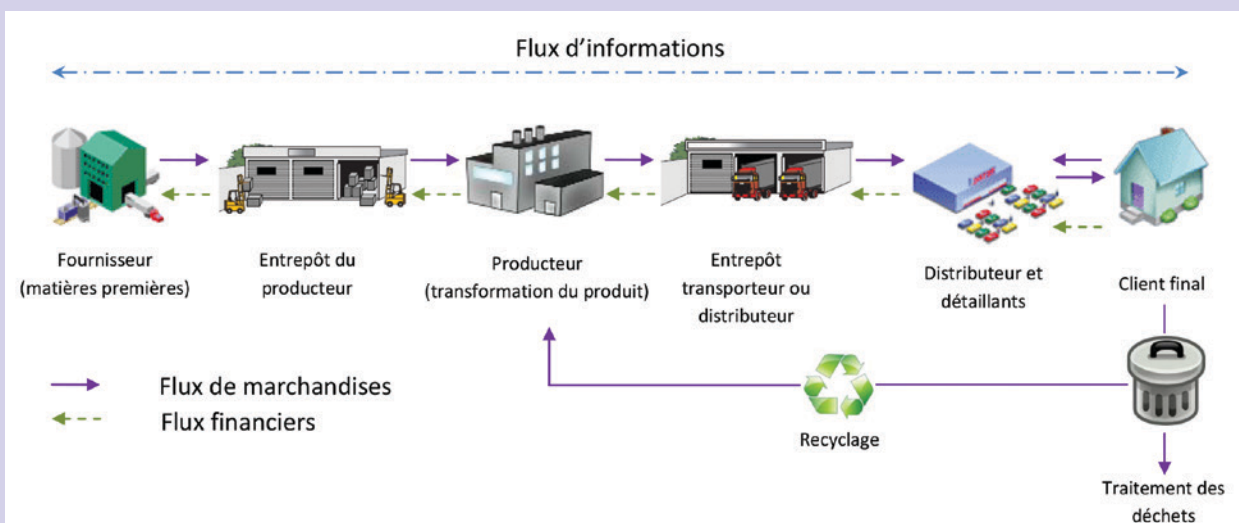 Flux d'informations
Fournisseur
(matières premières)
Entrepôt du
producteur
Producteur
(transformation du produit)
Entrepôt
transporteur ou
distributeur
Distributeur et
détaillants
Client final
Flux de marchandises
Flux financiers
Recyclage
Traitement des
déchets